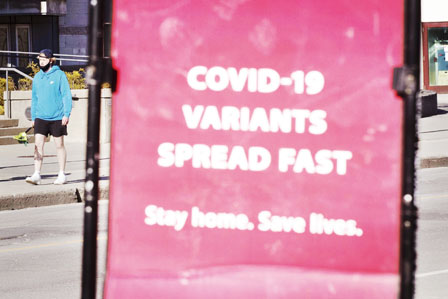 COVID-19
VARIANTS
SPREAD FAST
Stay home. Save lives.